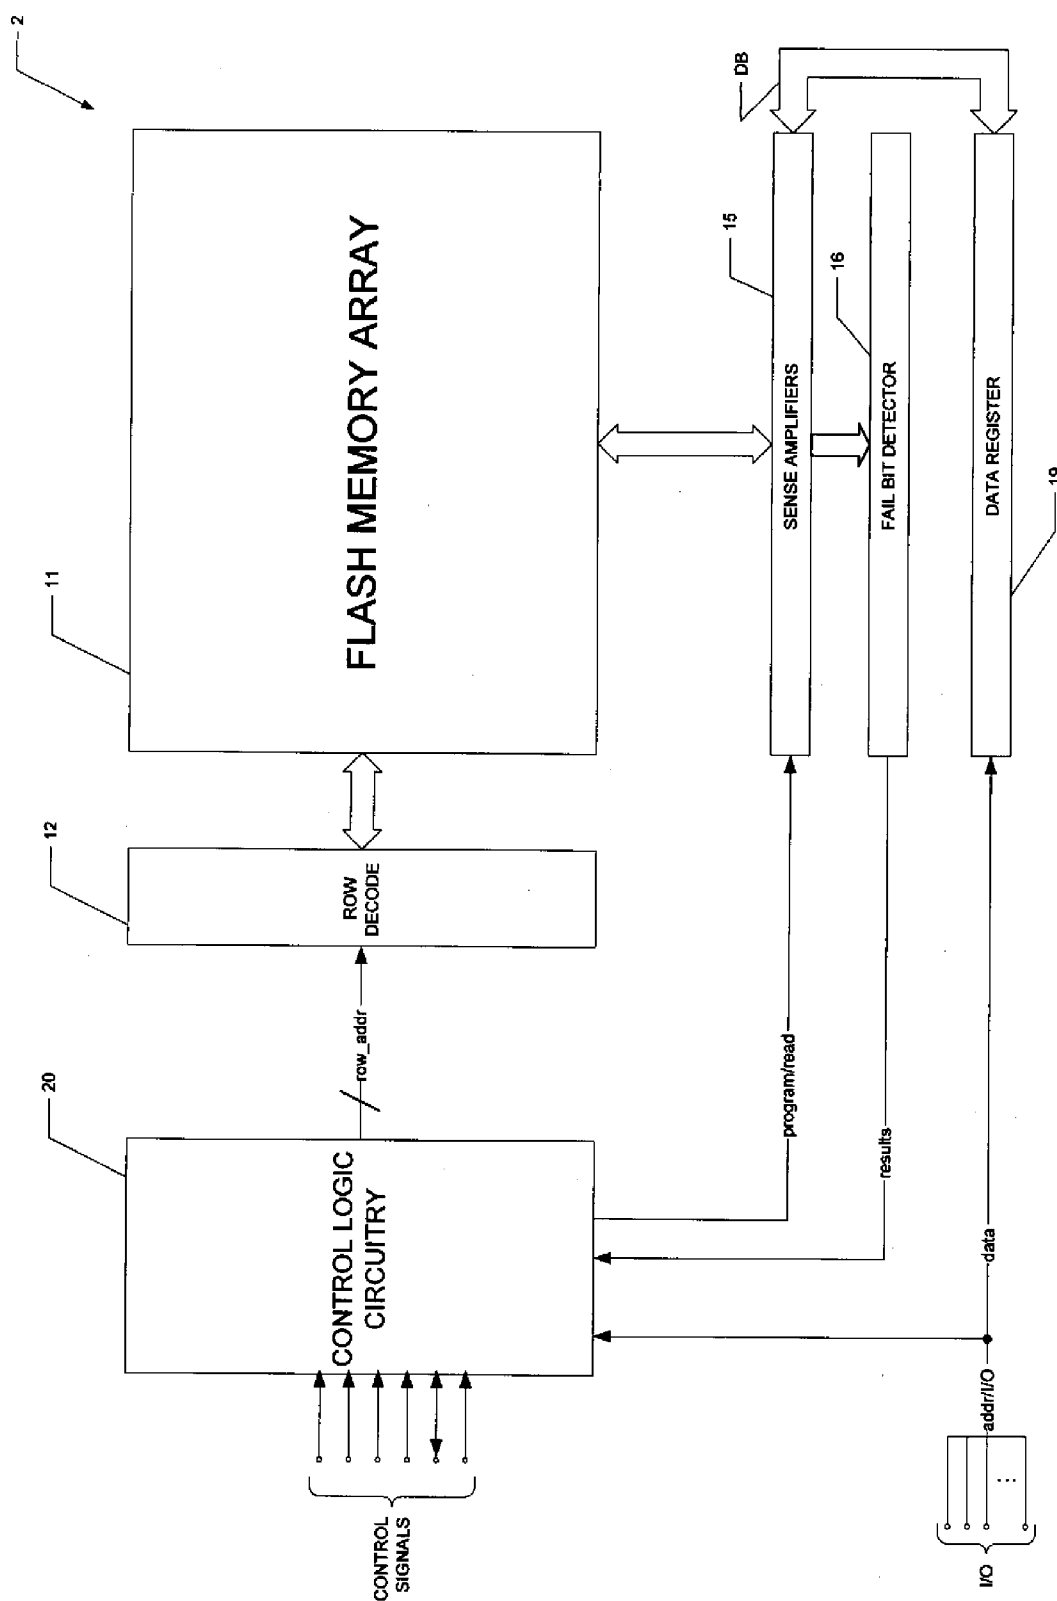 2
11
FLASH MEMORY ARRAY
12
ROW
DECODE
20
CONTROL LOGIC
CIRCUITRY
row_addr
CONTROL
SIGNALS
program/read
results
data
addr/I/O
...
I/O
DB
15
SENSE AMPLIFIERS
16
FAIL BIT DETECTOR
DATA REGISTER
19